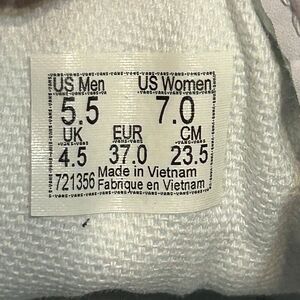 US Men US Women
5.5 7.0
UK EUR CM
4.5 37.0 23.5
721356 Made in Vietnam
Fabrique en Vietnam